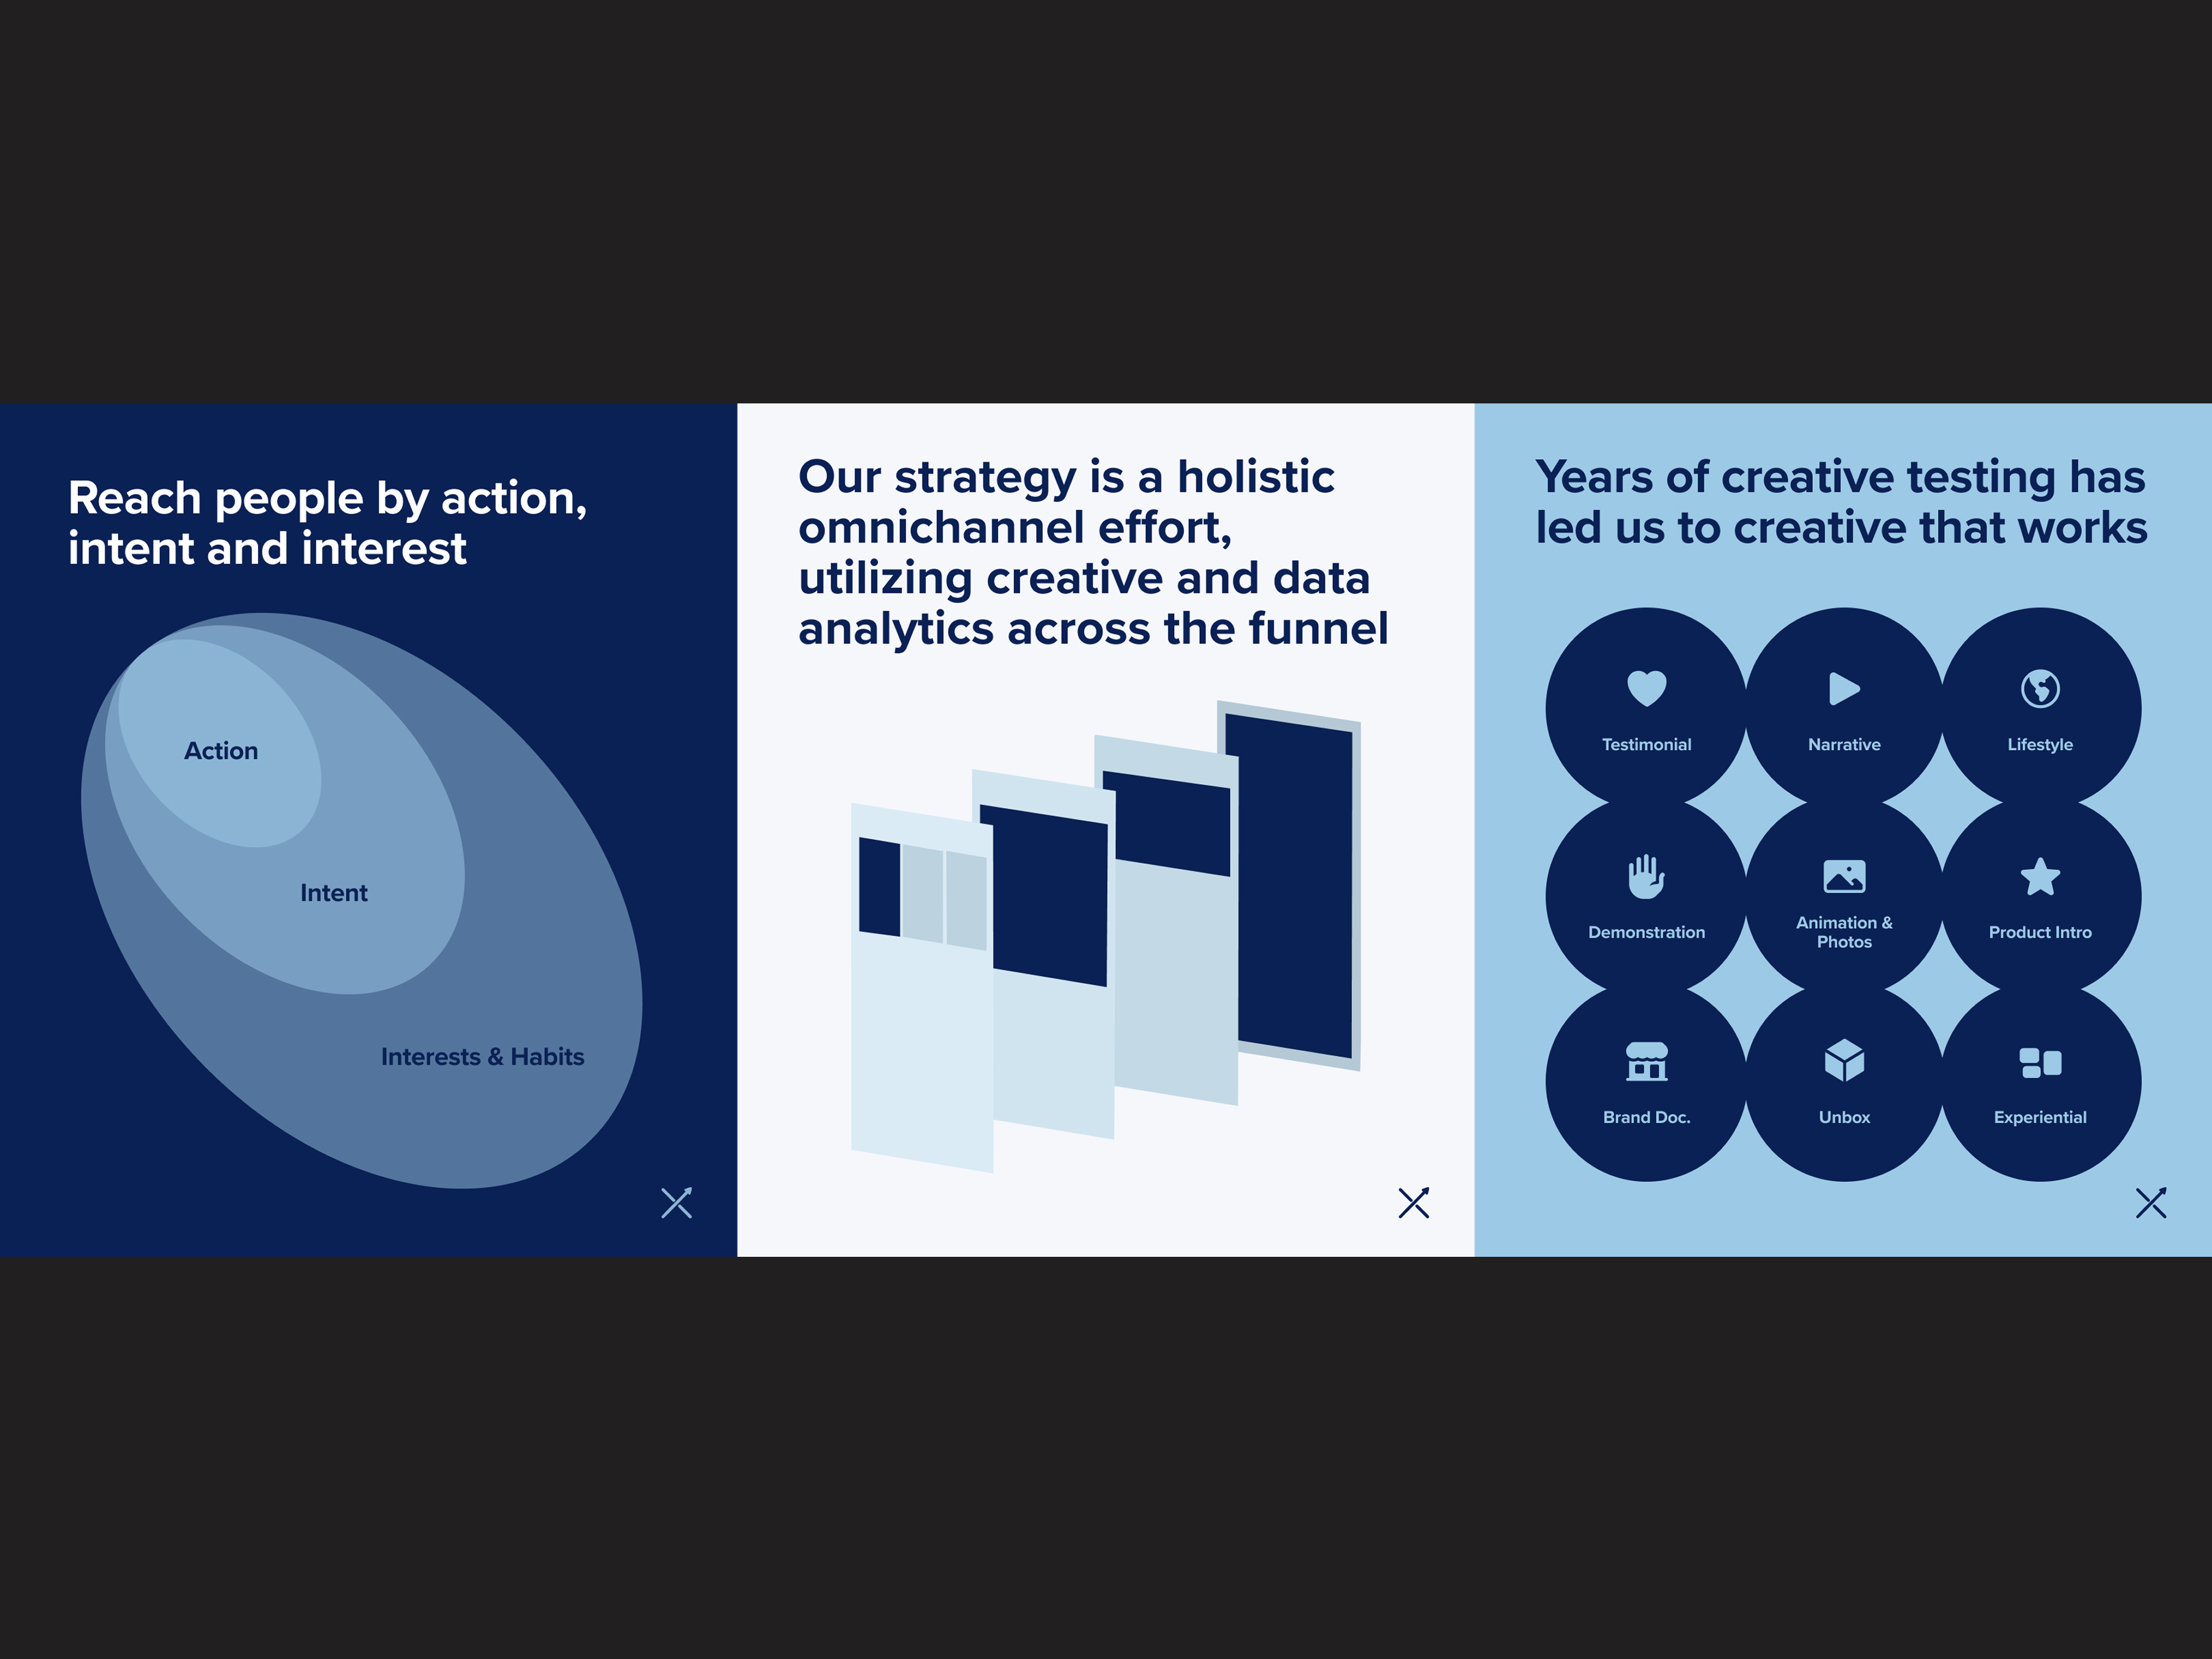 Reach people by action,
intent and interest
Action
Intent
Interests & Habits
Our strategy is a holistic
omnichannel effort,
utilizing creative and data
analytics across the funnel
Years of creative testing has
led us to creative that works
Testimonial
Narrative
Lifestyle
Demonstration
Animation &
Photos
Product Intro
Brand Doc.
Unbox
Experiential